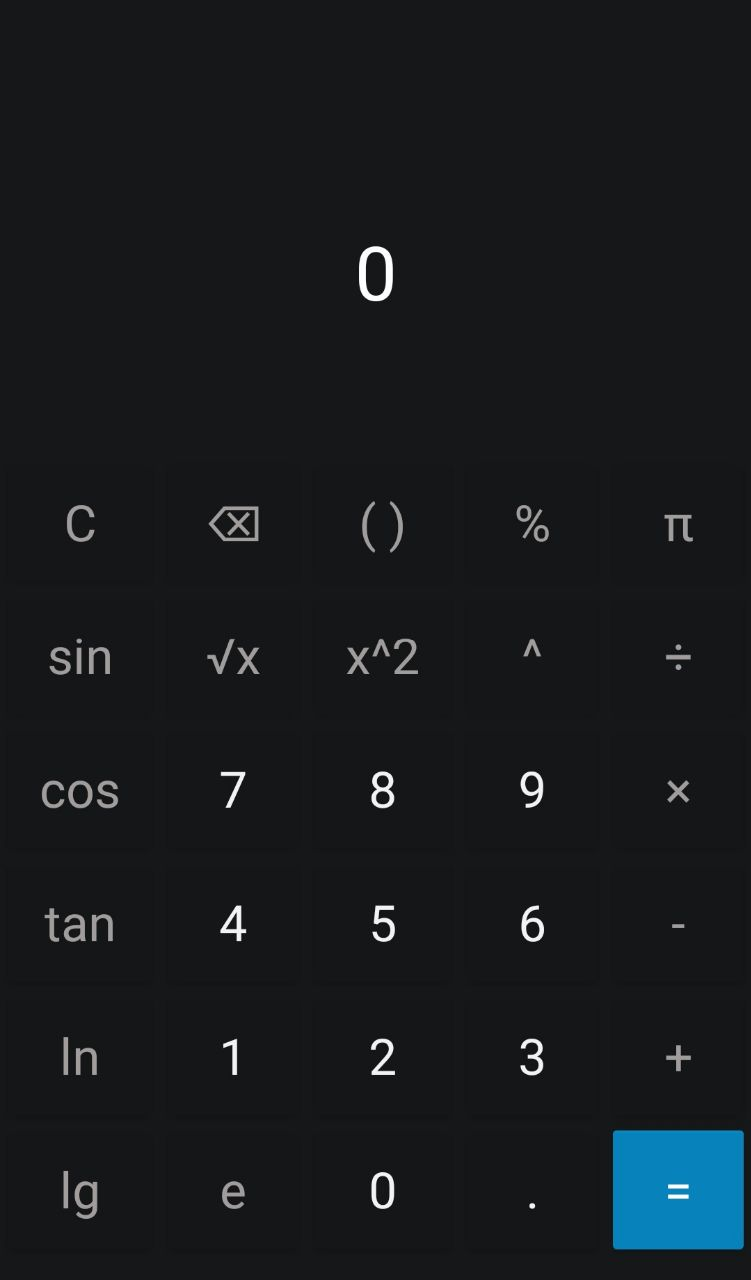 0
C ⌫ ( ) % π
sin √x x^2 ^ ÷
cos 7 8 9 ×
tan 4 5 6 -
ln 1 2 3 +
lg e 0 . =